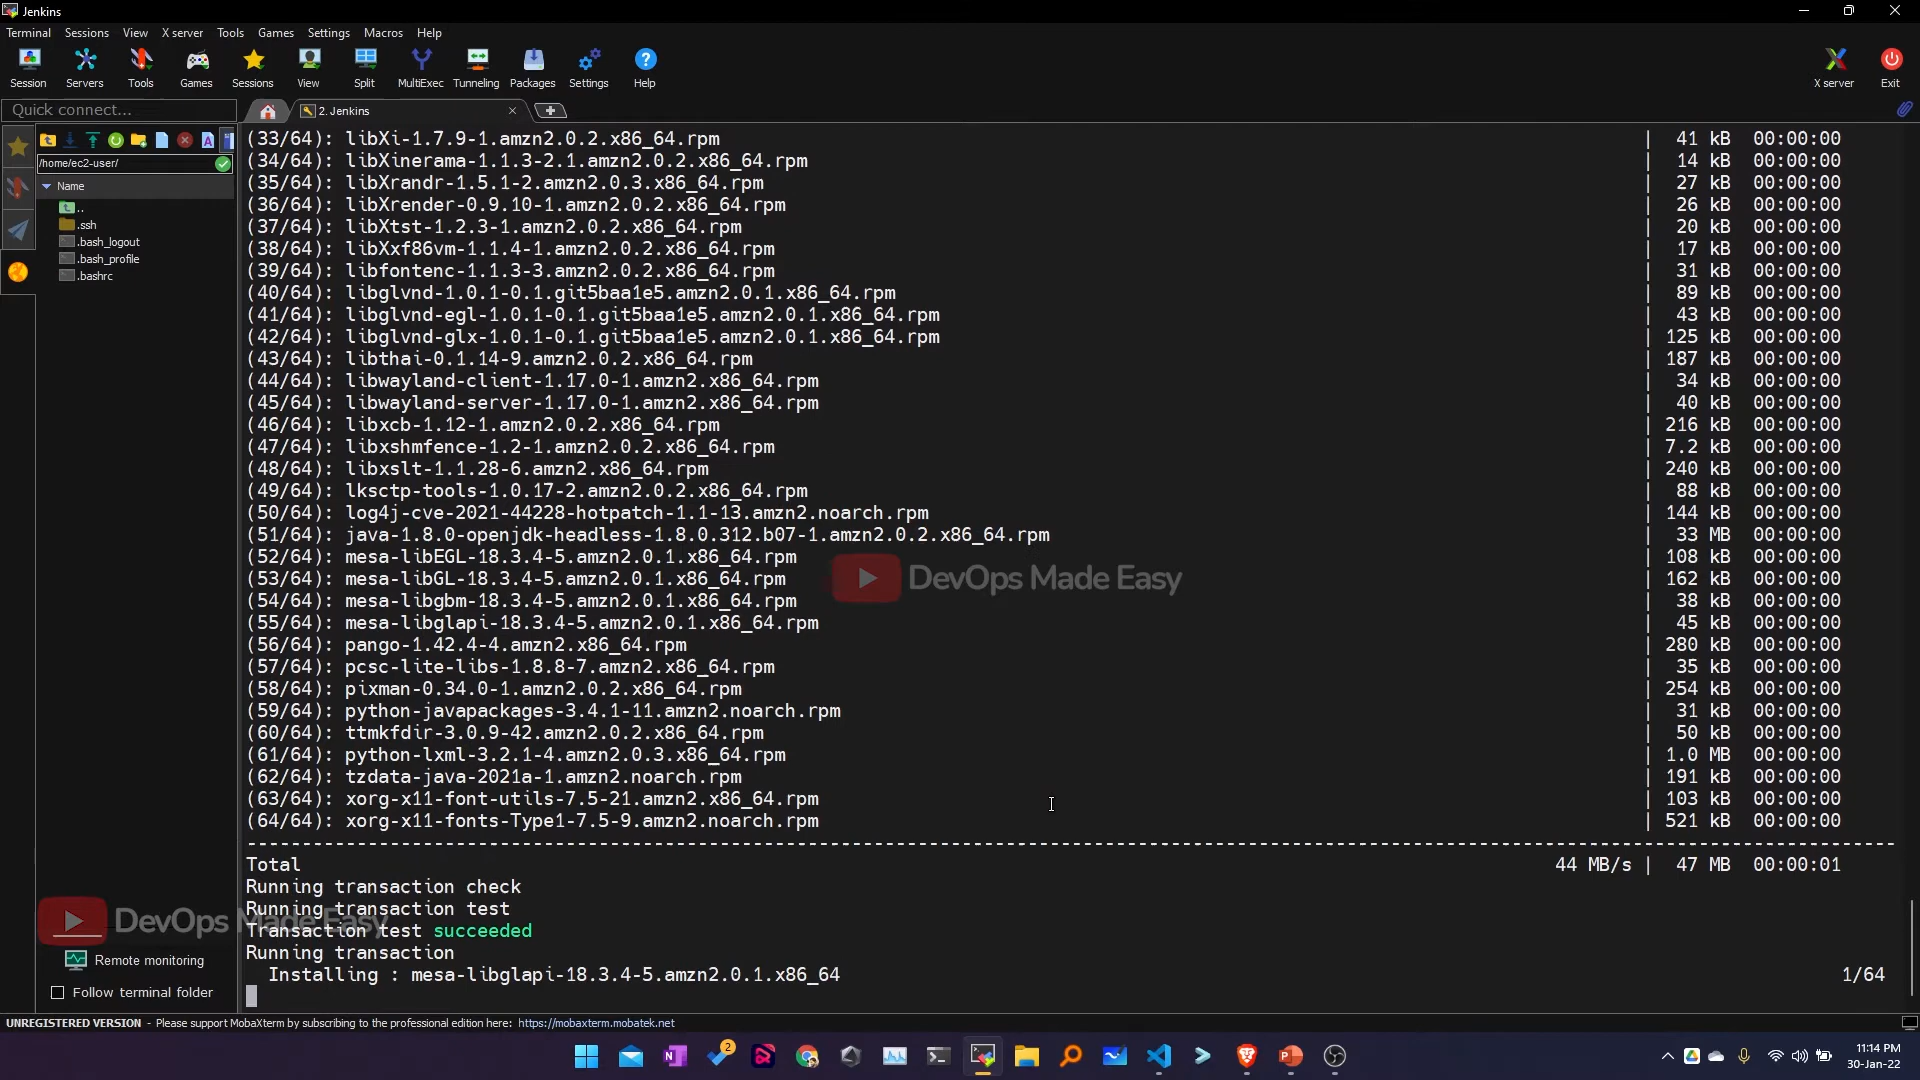 Jenkins
Terminal Sessions View X server Tools Games Settings Macros Help
Session Servers Tools Games Sessions View Split MultiExec Tunneling Packages Settings Help X server Exit
Quick connect...
2. Jenkins
/home/ec2-user/
Name
..
.ssh
.bash_logout
.bash_profile
.bashrc
(33/64): libXi-1.7.9-1.amzn2.0.2.x86_64.rpm | 41 kB 00:00:00
(34/64): libXinerama-1.1.3-2.1.amzn2.0.2.x86_64.rpm | 14 kB 00:00:00
(35/64): libXrandr-1.5.1-2.amzn2.0.3.x86_64.rpm | 27 kB 00:00:00
(36/64): libXrender-0.9.10-1.amzn2.0.2.x86_64.rpm | 26 kB 00:00:00
(37/64): libXtst-1.2.3-1.amzn2.0.2.x86_64.rpm | 20 kB 00:00:00
(38/64): libXxf86vm-1.1.4-1.amzn2.0.2.x86_64.rpm | 17 kB 00:00:00
(39/64): libfontenc-1.1.3-3.amzn2.0.2.x86_64.rpm | 31 kB 00:00:00
(40/64): libglvnd-1.0.1-0.1.git5baa1e5.amzn2.0.1.x86_64.rpm | 89 kB 00:00:00
(41/64): libglvnd-egl-1.0.1-0.1.git5baa1e5.amzn2.0.1.x86_64.rpm | 43 kB 00:00:00
(42/64): libglvnd-glx-1.0.1-0.1.git5baa1e5.amzn2.0.1.x86_64.rpm | 125 kB 00:00:00
(43/64): libthai-0.1.14-9.amzn2.0.2.x86_64.rpm | 187 kB 00:00:00
(44/64): libwayland-client-1.17.0-1.amzn2.x86_64.rpm | 34 kB 00:00:00
(45/64): libwayland-server-1.17.0-1.amzn2.x86_64.rpm | 40 kB 00:00:00
(46/64): libxcb-1.12-1.amzn2.0.2.x86_64.rpm | 216 kB 00:00:00
(47/64): libxshmfence-1.2-1.amzn2.0.2.x86_64.rpm | 7.2 kB 00:00:00
(48/64): libxslt-1.1.28-6.amzn2.x86_64.rpm | 240 kB 00:00:00
(49/64): lksctp-tools-1.0.17-2.amzn2.0.2.x86_64.rpm | 88 kB 00:00:00
(50/64): log4j-cve-2021-44228-hotpatch-1.1-13.amzn2.noarch.rpm | 144 kB 00:00:00
(51/64): java-1.8.0-openjdk-headless-1.8.0.312.b07-1.amzn2.0.2.x86_64.rpm | 33 MB 00:00:00
(52/64): mesa-libEGL-18.3.4-5.amzn2.0.1.x86_64.rpm | 108 kB 00:00:00
(53/64): mesa-libGL-18.3.4-5.amzn2.0.1.x86_64.rpm | 162 kB 00:00:00
(54/64): mesa-libgbm-18.3.4-5.amzn2.0.1.x86_64.rpm | 38 kB 00:00:00
(55/64): mesa-libglapi-18.3.4-5.amzn2.0.1.x86_64.rpm | 45 kB 00:00:00
(56/64): pango-1.42.4-4.amzn2.x86_64.rpm | 280 kB 00:00:00
(57/64): pcsc-lite-libs-1.8.8-7.amzn2.x86_64.rpm | 35 kB 00:00:00
(58/64): pixman-0.34.0-1.amzn2.0.2.x86_64.rpm | 254 kB 00:00:00
(59/64): python-javapackages-3.4.1-11.amzn2.noarch.rpm | 31 kB 00:00:00
(60/64): ttmkfdir-3.0.9-42.amzn2.0.2.x86_64.rpm | 50 kB 00:00:00
(61/64): python-lxml-3.2.1-4.amzn2.0.3.x86_64.rpm | 1.0 MB 00:00:00
(62/64): tzdata-java-2021a-1.amzn2.noarch.rpm | 191 kB 00:00:00
(63/64): xorg-x11-font-utils-7.5-21.amzn2.x86_64.rpm | 103 kB 00:00:00
(64/64): xorg-x11-fonts-Type1-7.5-9.amzn2.noarch.rpm | 521 kB 00:00:00
Total 44 MB/s | 47 MB 00:00:01
Running transaction check
Running transaction test
Transaction test succeeded
Running transaction
Installing : mesa-libglapi-18.3.4-5.amzn2.0.1.x86_64 1/64
DevOps Made Easy
DevOps Made Easy
Remote monitoring
Follow terminal folder
UNREGISTERED VERSION - Please support MobaXterm by subscribing to the professional edition here: https://mobaxterm.mobatek.net
2
11:14 PM
30-Jan-22